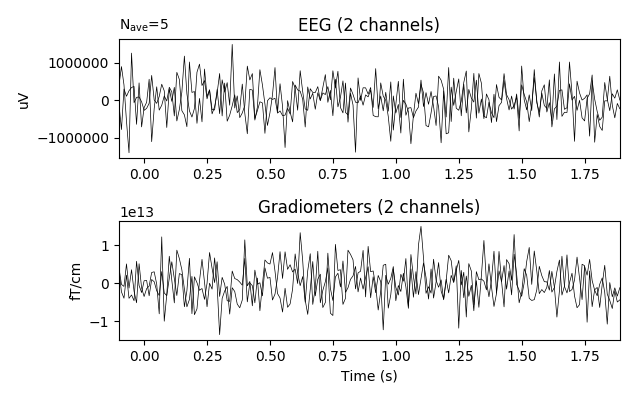 Nave=5
EEG (2 channels)
uV
1000000
0
−1000000
0.00 0.25 0.50 0.75 1.00 1.25 1.50 1.75
1e13
Gradiometers (2 channels)
fT/cm
1
0
−1
0.00 0.25 0.50 0.75 1.00 1.25 1.50 1.75
Time (s)